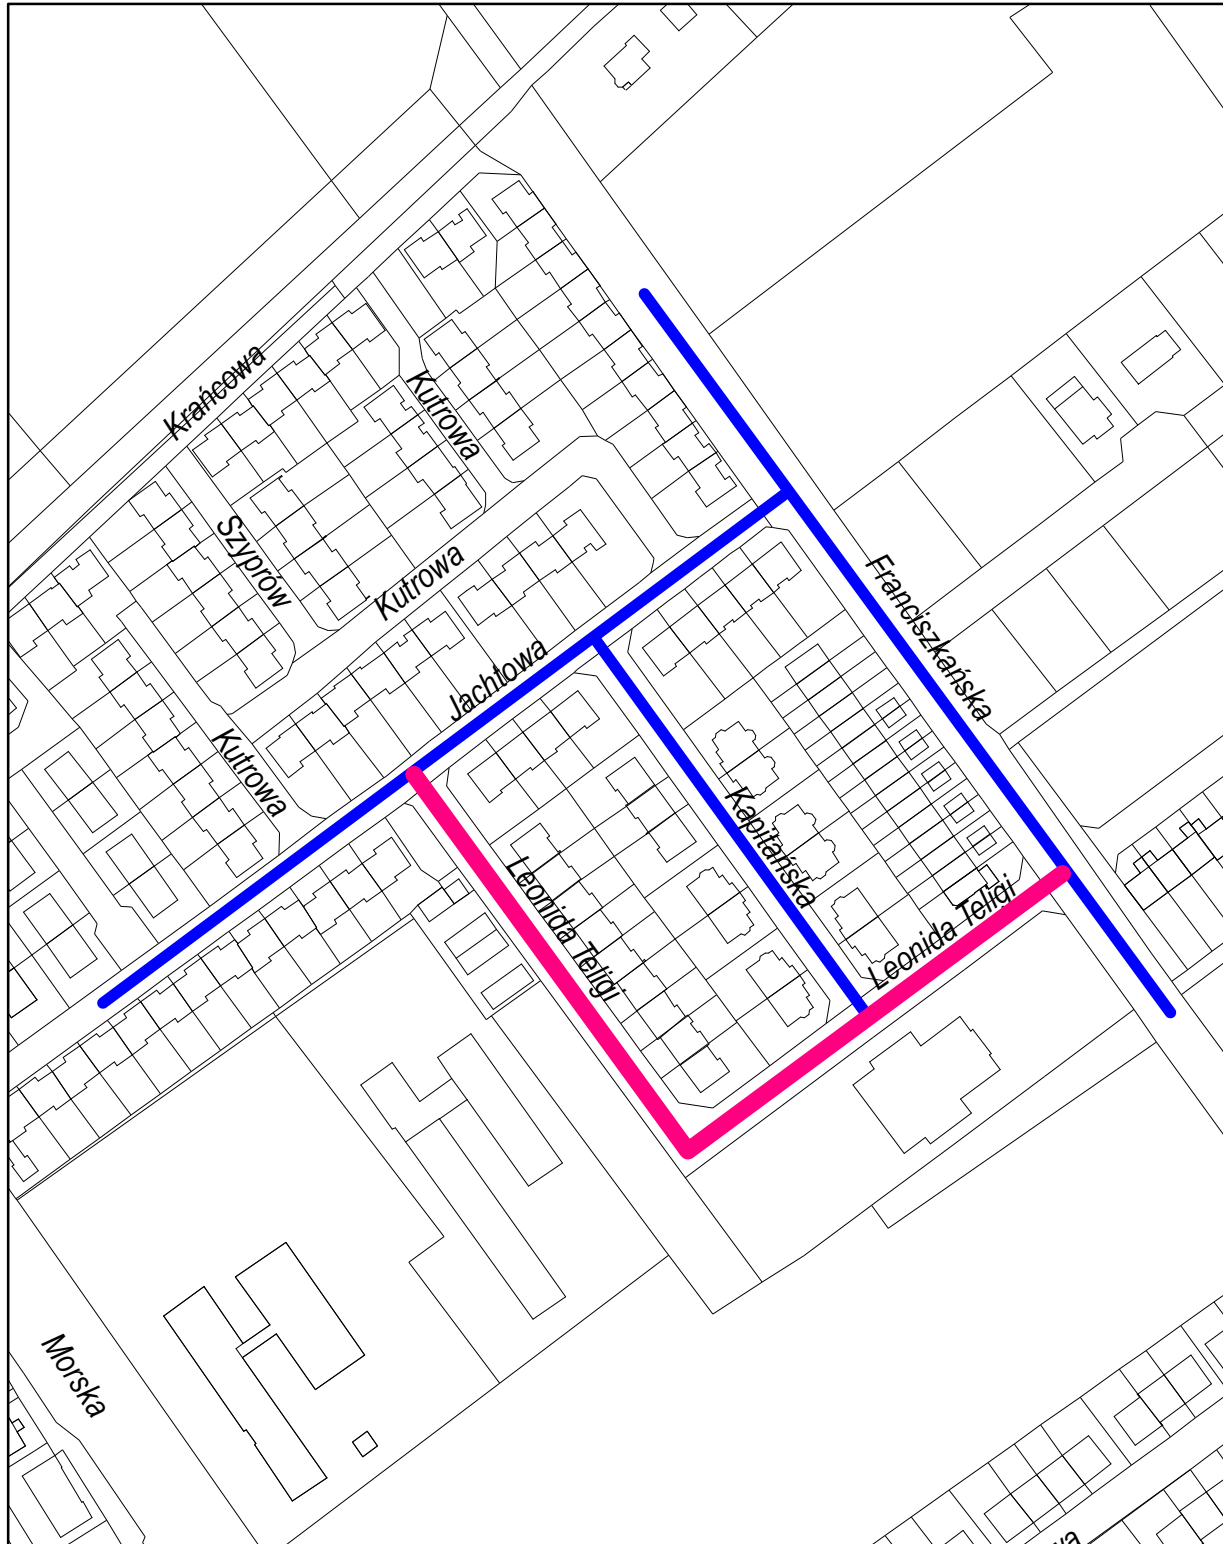 Krańcowa
Kutrowa
Szyprów
Kutrowa
Franciszkańska
Jachtowa
Kutrowa
Kapitańska
Leonida Teligi
Leonida Teligi
Morska